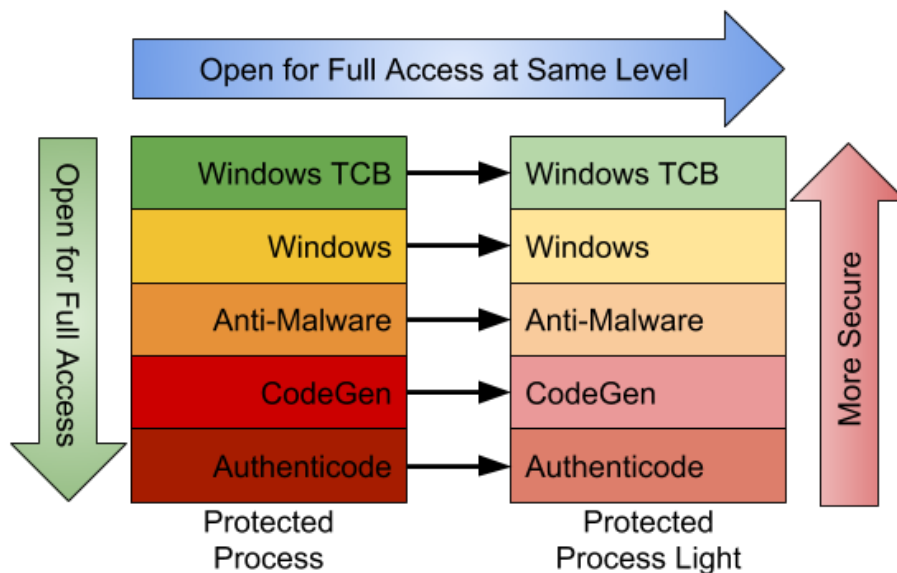 Open for Full Access at Same Level
Open for Full Access
Windows TCB
Windows
Anti-Malware
CodeGen
Authenticode
Protected
Process
Windows TCB
Windows
Anti-Malware
CodeGen
Authenticode
Protected
Process Light
More Secure